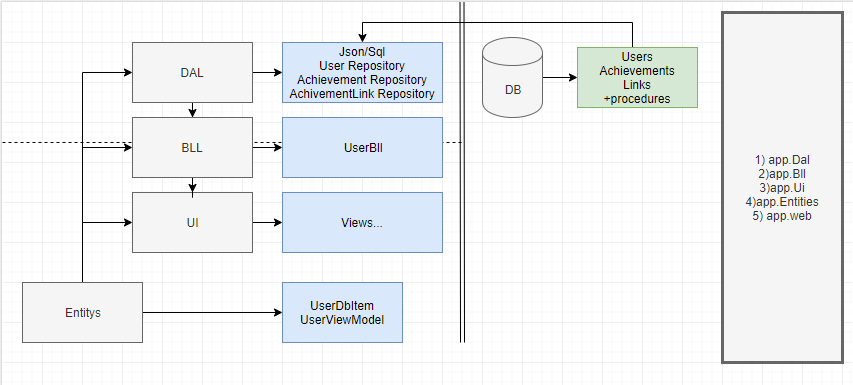 DAL
Json/Sql
User Repository
Achievement Repository
AchivementLink Repository
DB
Users
Achievements
Links
+procedures
BLL
UserBll
UI
Views...
Entitys
UserDbItem
UserViewModel
1) app.Dal
2)app.Bll
3)app.Ui
4)app.Entities
5) app.web